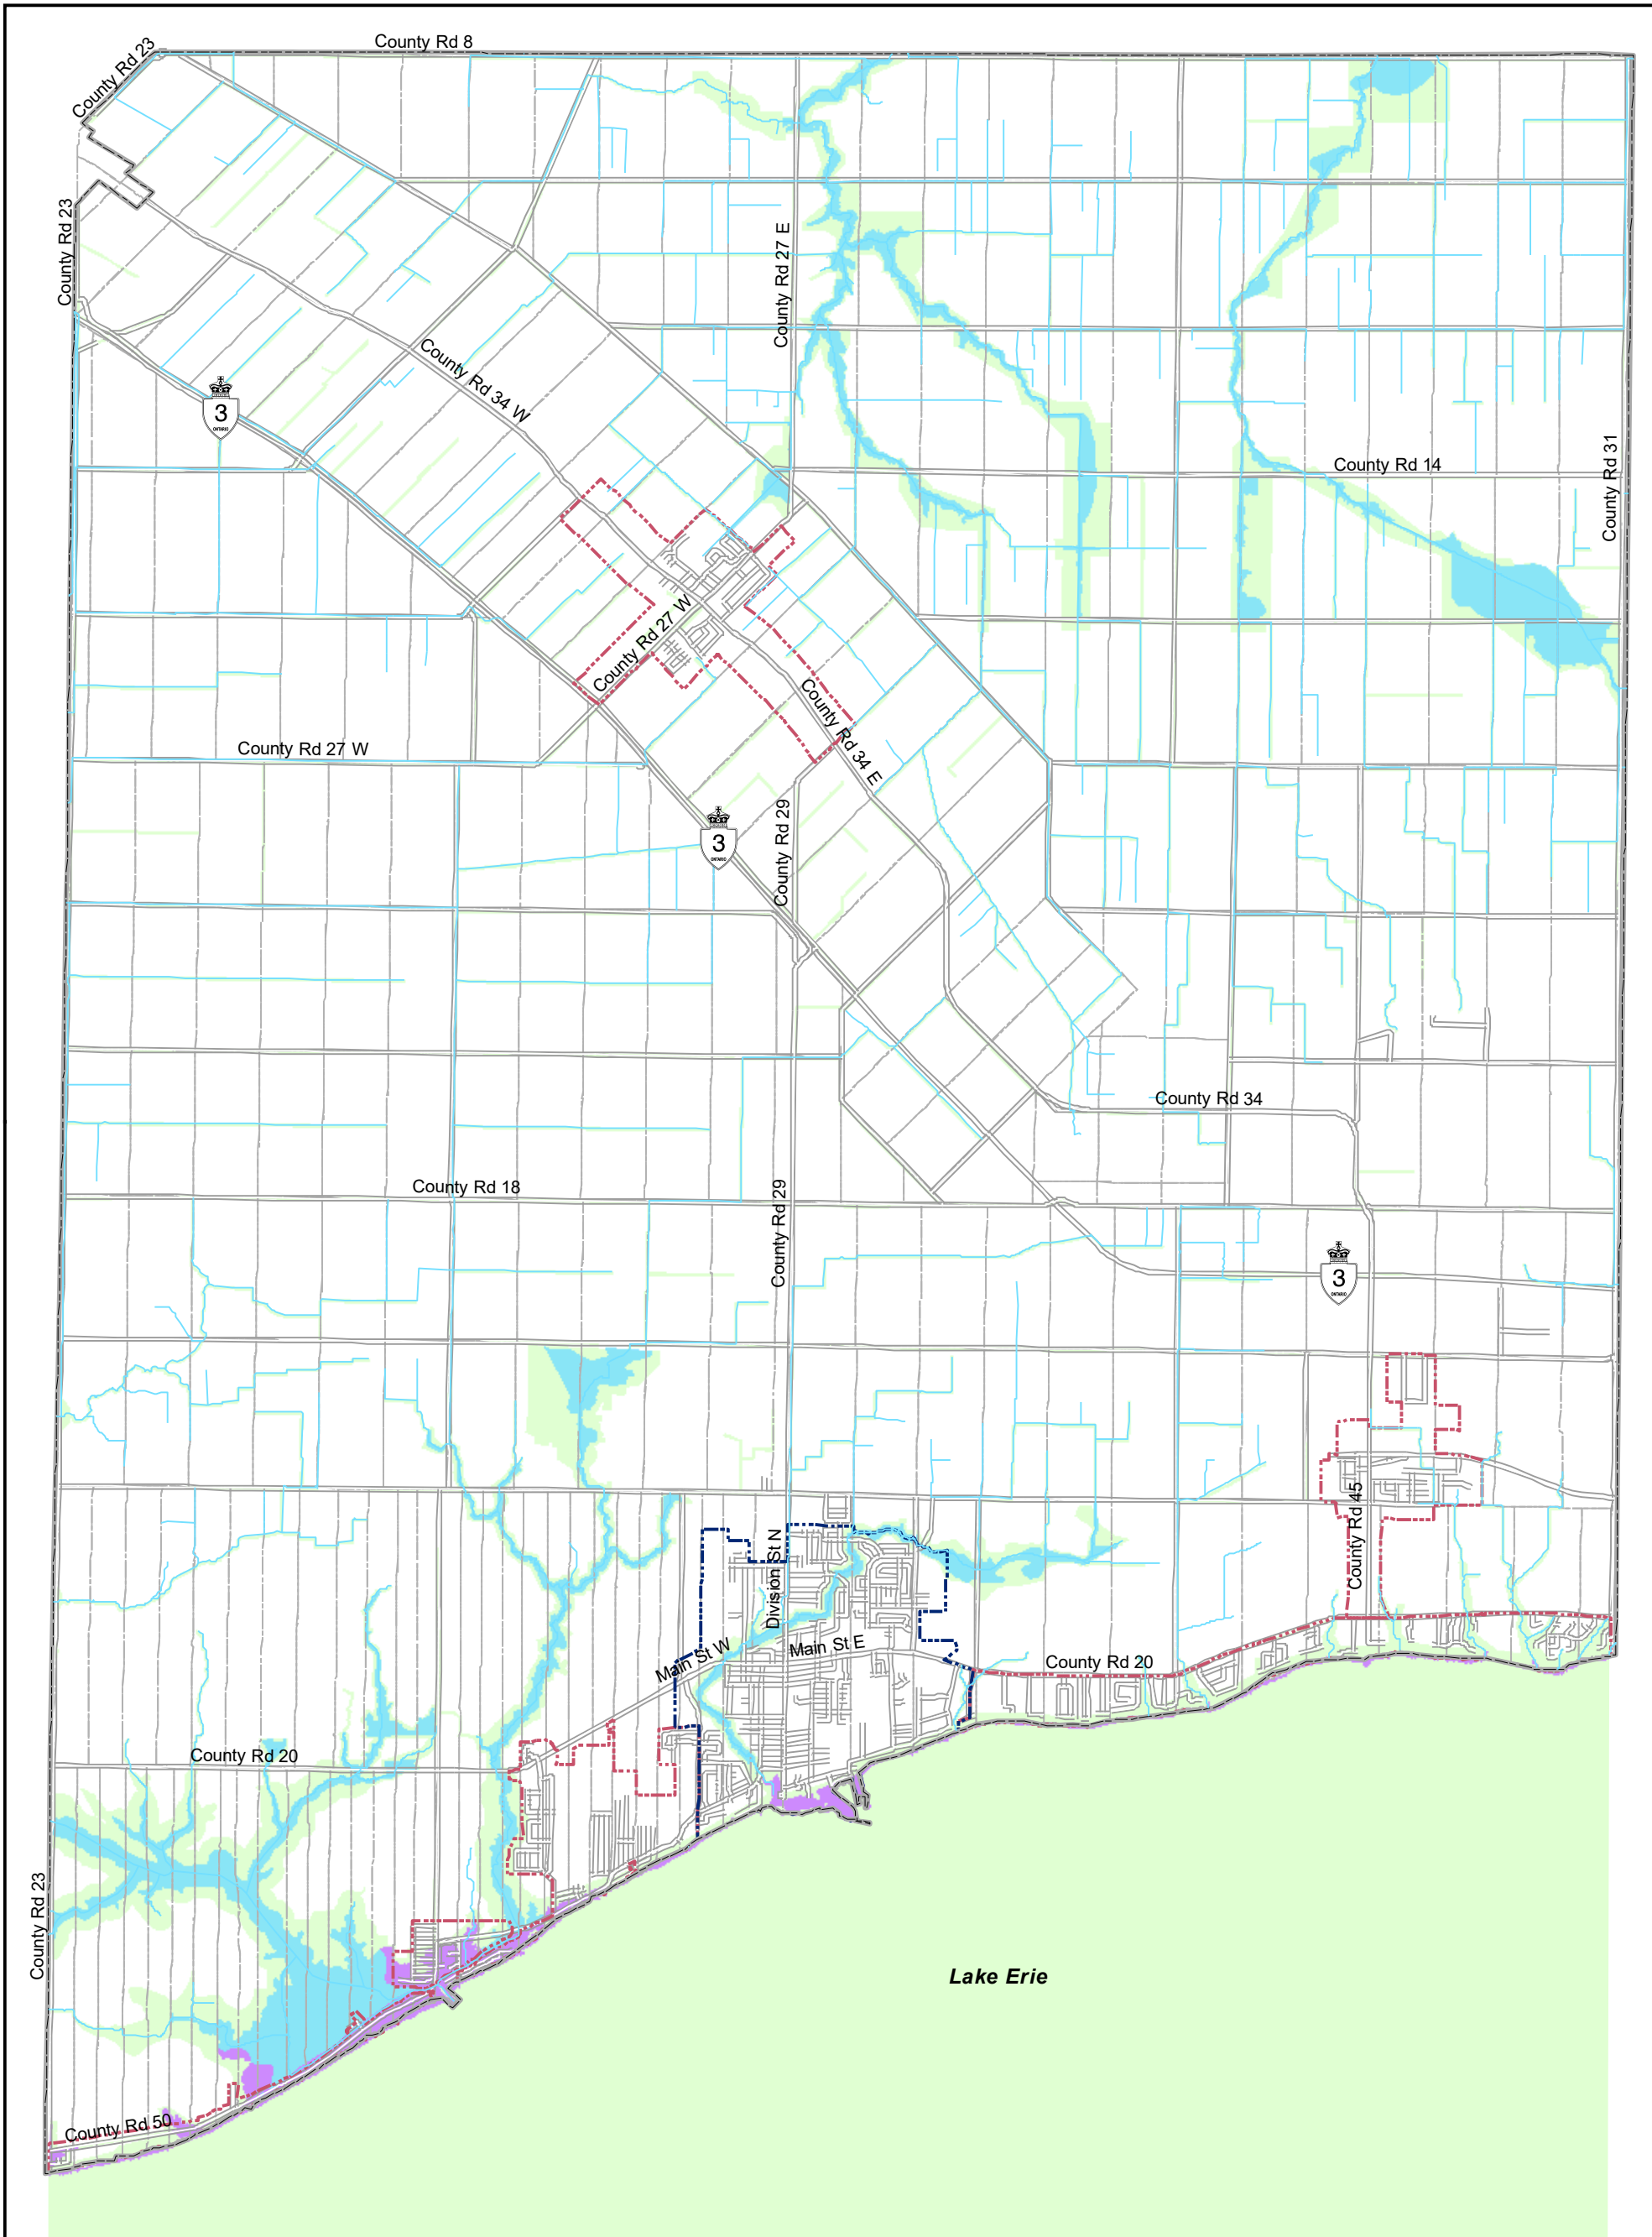 County Rd 8
County Rd 23
County Rd 23
County Rd 27 E
3
ONTARIO
County Rd 34 W
County Rd 14
County Rd 31
County Rd 27 W
County Rd 34 E
County Rd 27 W
3
ONTARIO
County Rd 29
County Rd 34
County Rd 18
County Rd 29
3
ONTARIO
County Rd 45
Division St N
Main St W
Main St E
County Rd 20
County Rd 20
County Rd 23
Lake Erie
County Rd 50